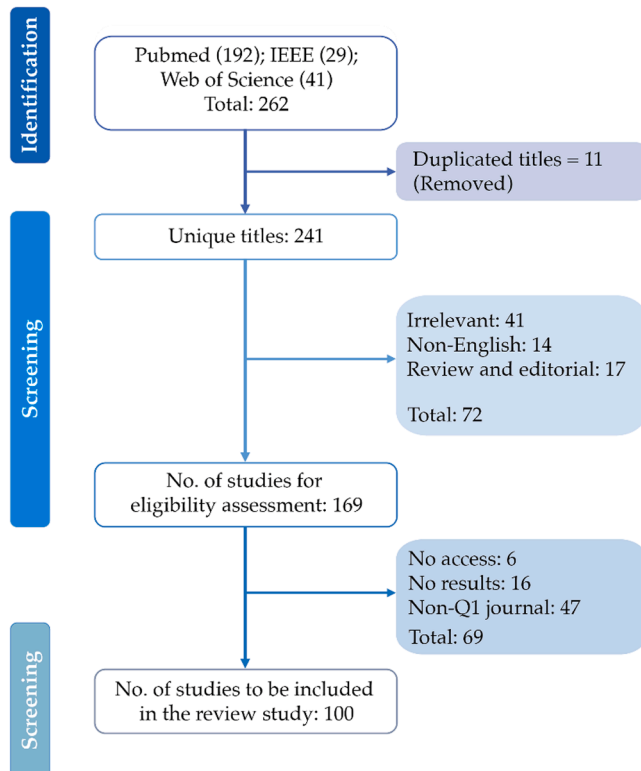 Identification
Pubmed (192); IEEE (29);
Web of Science (41)
Total: 262
Duplicated titles = 11
(Removed)
Screening
Unique titles: 241
Irrelevant: 41
Non-English: 14
Review and editorial: 17
Total: 72
No. of studies for
eligibility assessment: 169
No access: 6
No results: 16
Non-Q1 journal: 47
Total: 69
Screening
No. of studies to be included
in the review study: 100